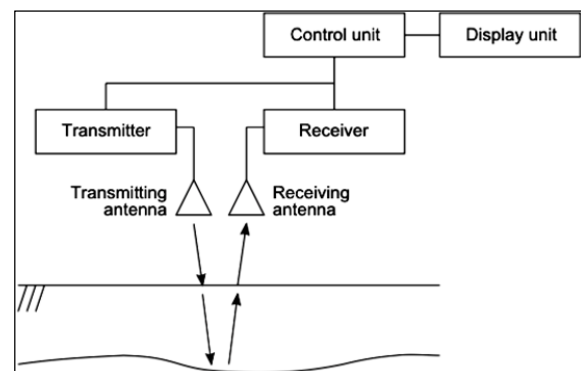 Control unit
Display unit
Transmitter
Receiver
Transmitting
antenna
Receiving
antenna